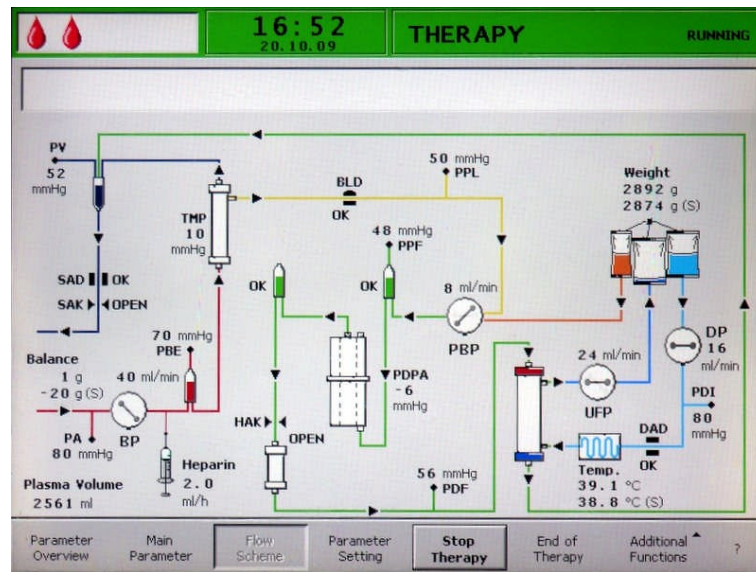 16:52
20.10.09
THERAPY
RUNNING
PV
52
mmHg
TMP
10
mmHg
BLD
OK
50 mmHg
PPL
48 mmHg
PPF
Weight
2892 g
2874 g (S)
SAD OK
SAK OPEN
OK
OK
8 ml/min
PBP
70 mmHg
PBE
Balance
1 g
-20 g (S)
40 ml/min
BP
PA
80 mmHg
PDPA
-6
mmHg
24 ml/min
UFP
DP
16
ml/min
PDI
80
mmHg
HAK
OPEN
DAD
OK
Heparin
2.0
ml/h
56 mmHg
PDF
Temp.
39.1 °C
38.8 °C (S)
Plasma Volume
2561 ml
Parameter
Overview
Main
Parameter
Flow
Scheme
Parameter
Setting
Stop
Therapy
End of
Therapy
Additional
Functions
?